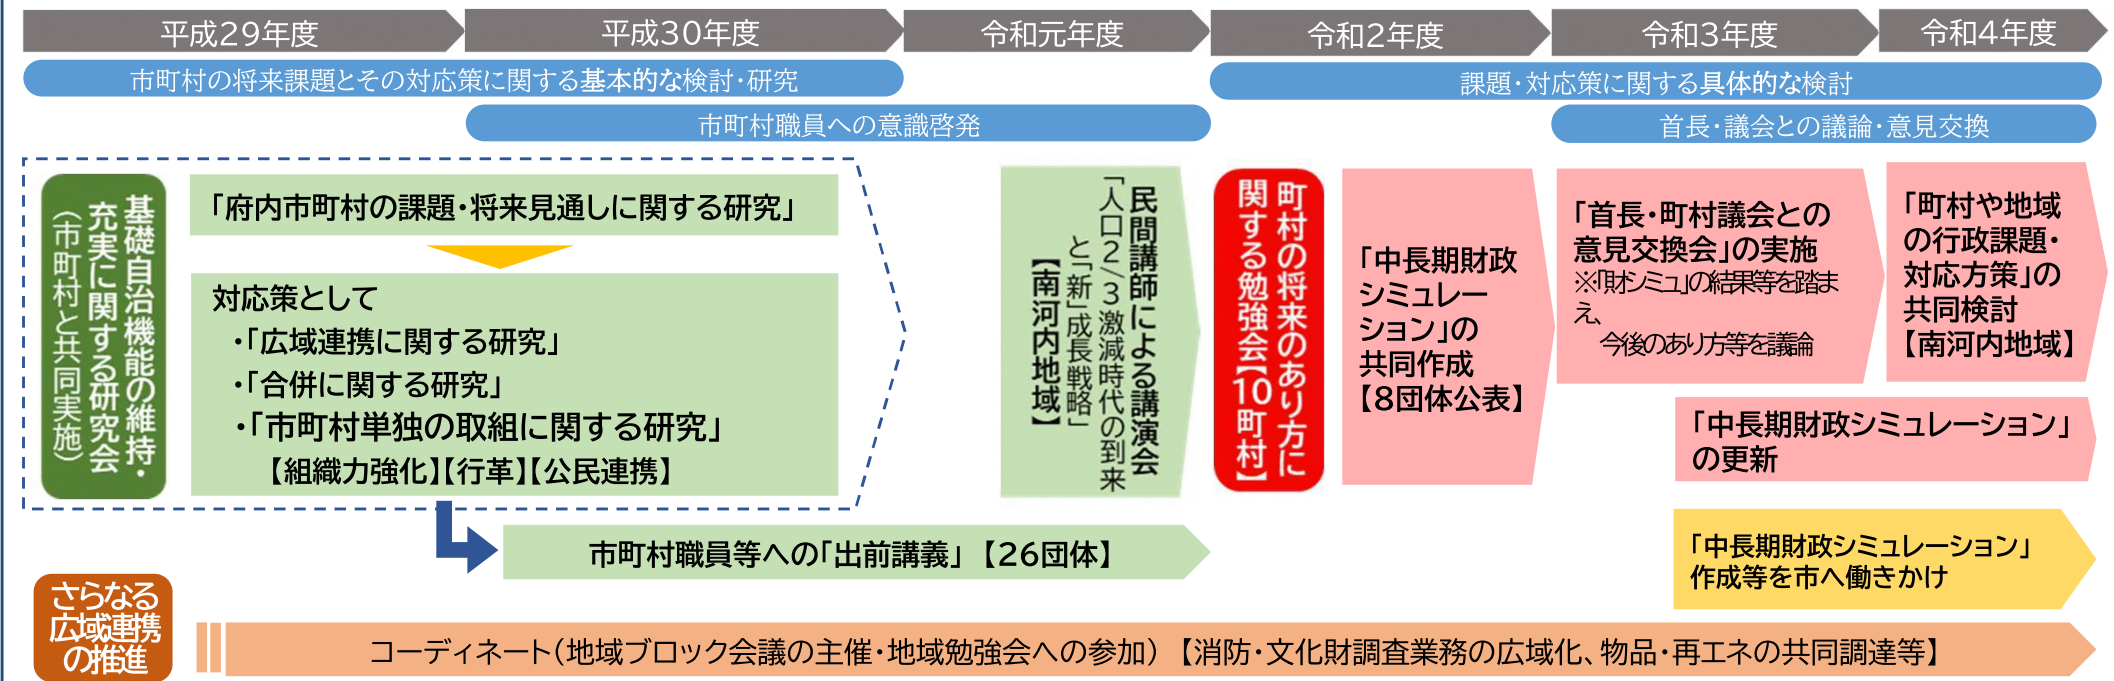 平成29年度
平成30年度
令和元年度
令和2年度
令和3年度
令和4年度
市町村の将来課題とその対応策に関する基本的な検討・研究
課題・対応策に関する具体的な検討
市町村職員への意識啓発
首長・議会との議論・意見交換
基礎自治機能の維持・
充実に関する研究会
（市町村と共同実施）
「府内市町村の課題・将来見通しに関する研究」
対応策として
・「広域連携に関する研究」
・「合併に関する研究」
・「市町村単独の取組に関する研究」
【組織力強化】【行革】【公民連携】
市町村職員等への「出前講義」【26団体】
民間講師による講演会
「人口2/3激減時代の到来
と「新」成長戦略」
【南河内地域】
町村の将来のあり方に
関する勉強会【10町村】
「中長期財政
シミュレー
ション」の
共同作成
【8団体公表】
「首長・町村議会との
意見交換会」の実施
※「財シミュ」の結果等を踏ま
え、
今後のあり方等を議論
「町村や地域
の行政課題・
対応方策」の
共同検討
【南河内地域】
「中長期財政シミュレーション」
の更新
「中長期財政シミュレーション」
作成等を市へ働きかけ
さらなる
広域連携
の推進
コーディネート（地域ブロック会議の主催・地域勉強会への参加）【消防・文化財調査業務の広域化、物品・再エネの共同調達等】